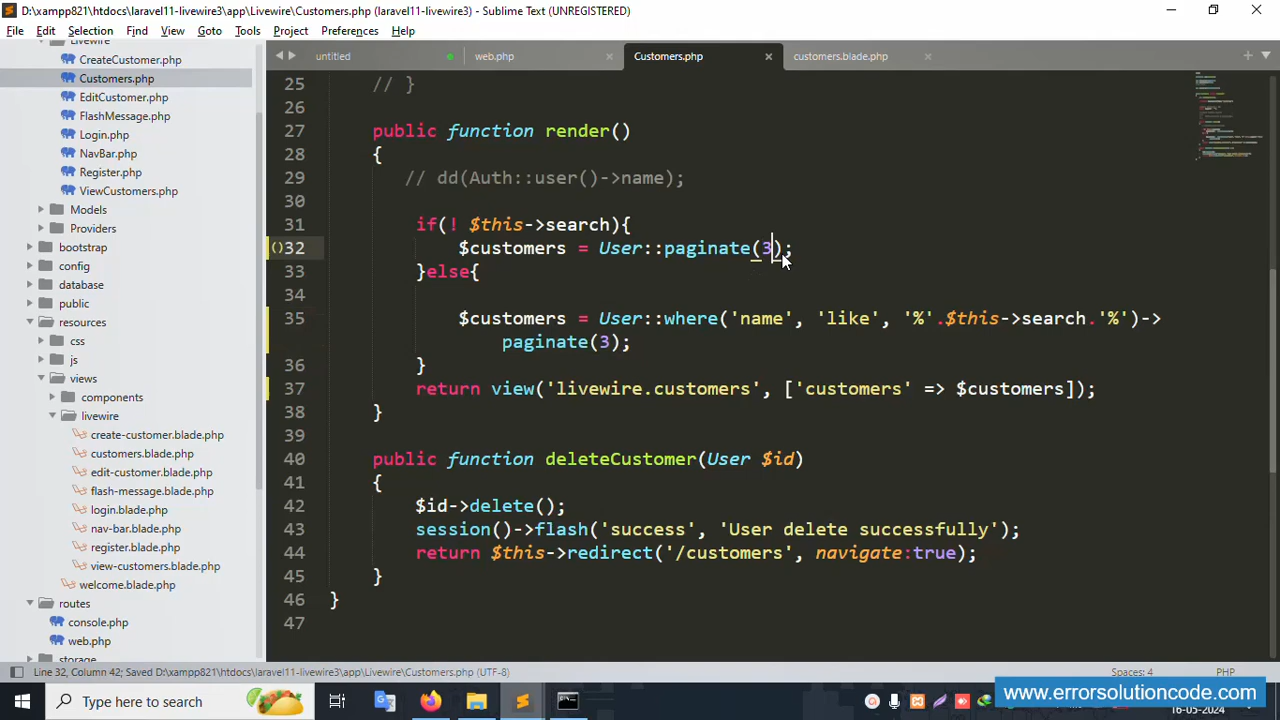 D:\xampp821\htdocs\laravel11-livewire3\app\Livewire\Customers.php (laravel11-livewire3) - Sublime Text (UNREGISTERED)
File Edit Selection Find View Goto Tools Project Preferences Help
Livewire
CreateCustomer.php
Customers.php
EditCustomer.php
FlashMessage.php
Login.php
NavBar.php
Register.php
ViewCustomers.php
Models
Providers
bootstrap
config
database
public
resources
css
js
views
components
livewire
create-customer.blade.php
customers.blade.php
edit-customer.blade.php
flash-message.blade.php
login.blade.php
nav-bar.blade.php
register.blade.php
view-customers.blade.php
welcome.blade.php
routes
console.php
web.php
storage
untitled web.php Customers.php customers.blade.php
25 // }
26
27 public function render()
28 {
29 // dd(Auth::user()->name);
30
31 if(! $this->search){
32 $customers = User::paginate(3);
33 }else{
34
35 $customers = User::where('name', 'like', '%'.$this->search.'%')->
paginate(3);
36 }
37 return view('livewire.customers', ['customers' => $customers]);
38 }
39
40 public function deleteCustomer(User $id)
41 {
42 $id->delete();
43 session()->flash('success', 'User delete successfully');
44 return $this->redirect('/customers', navigate:true);
45 }
46 }
47
Line 32, Column 42; Saved D:\xampp821\htdocs\laravel11-livewire3\app\Livewire\Customers.php (UTF-8) Spaces: 4 PHP
Type here to search
www.errorsolutioncode.com
16-05-2024